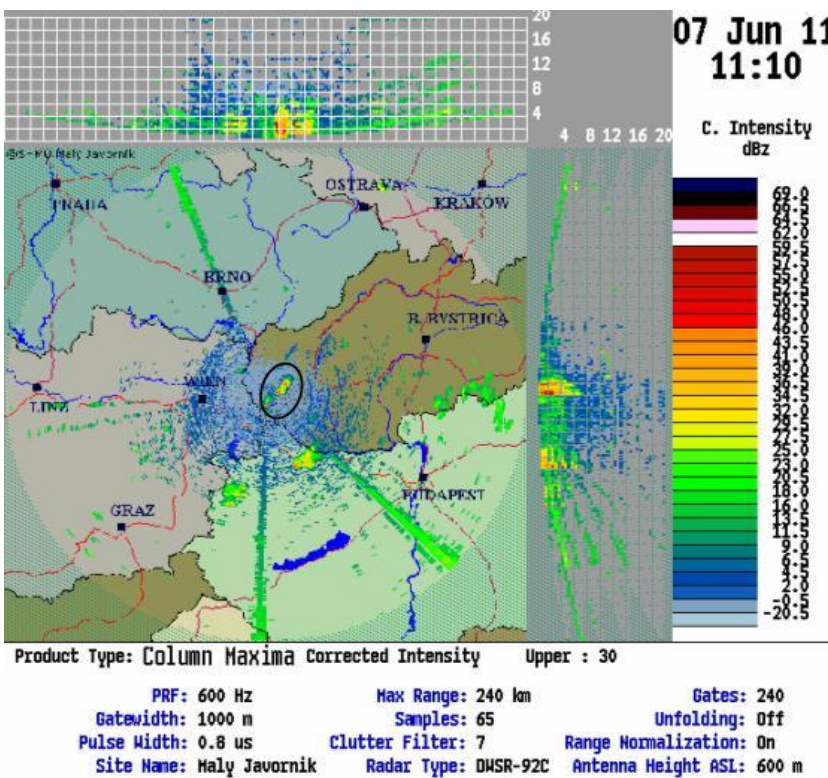 20
16
12
8
4
07 Jun 11
11:10
4 8 12 16 20
C. Intensity
dBz
Maly Javornik
PRAHA
OSTRAVA
KRAKOW
BRNO
B. BYSTRICA
WIEN
LINZ
BUDAPEST
GRAZ
69.0
66.5
64.5
62.0
59.5
57.5
55.0
52.5
50.5
48.0
46.0
43.5
41.0
39.0
36.5
34.5
32.0
29.5
27.5
25.0
23.0
20.5
18.0
16.0
13.5
11.5
9.0
6.5
4.5
2.0
-0.5
-20.5
Product Type: Column Maxima Corrected Intensity Upper : 30
PRF: 600 Hz Max Range: 240 km Gates: 240
Gatewidth: 1000 m Samples: 65 Unfolding: Off
Pulse Width: 0.8 us Clutter Filter: 7 Range Normalization: On
Site Name: Maly Javornik Radar Type: DWSR-92C Antenna Height ASL: 600 m